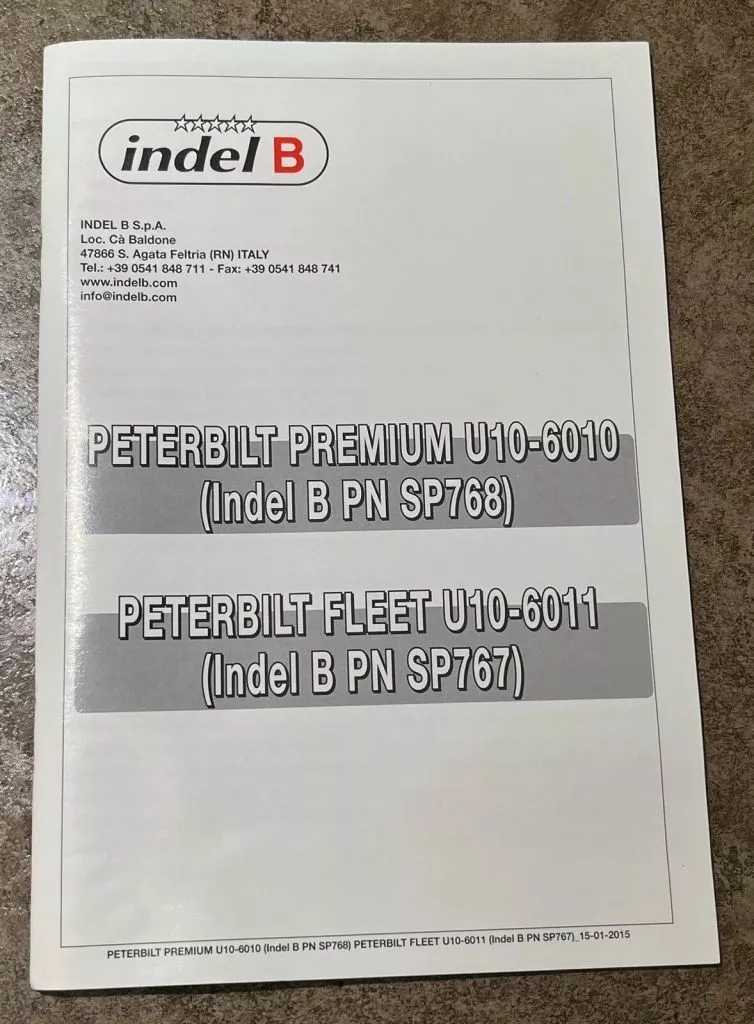 indel B
INDEL B S.p.A.
Loc. Cà Baldone
47866 S. Agata Feltria (RN) ITALY
Tel.: +39 0541 848 711 - Fax: +39 0541 848 741
www.indelb.com
info@indelb.com
PETERBILT PREMIUM U10-6010
(Indel B PN SP768)
PETERBILT FLEET U10-6011
(Indel B PN SP767)
PETERBILT PREMIUM U10-6010 (Indel B PN SP768) PETERBILT FLEET U10-6011 (Indel B PN SP767)_15-01-2015